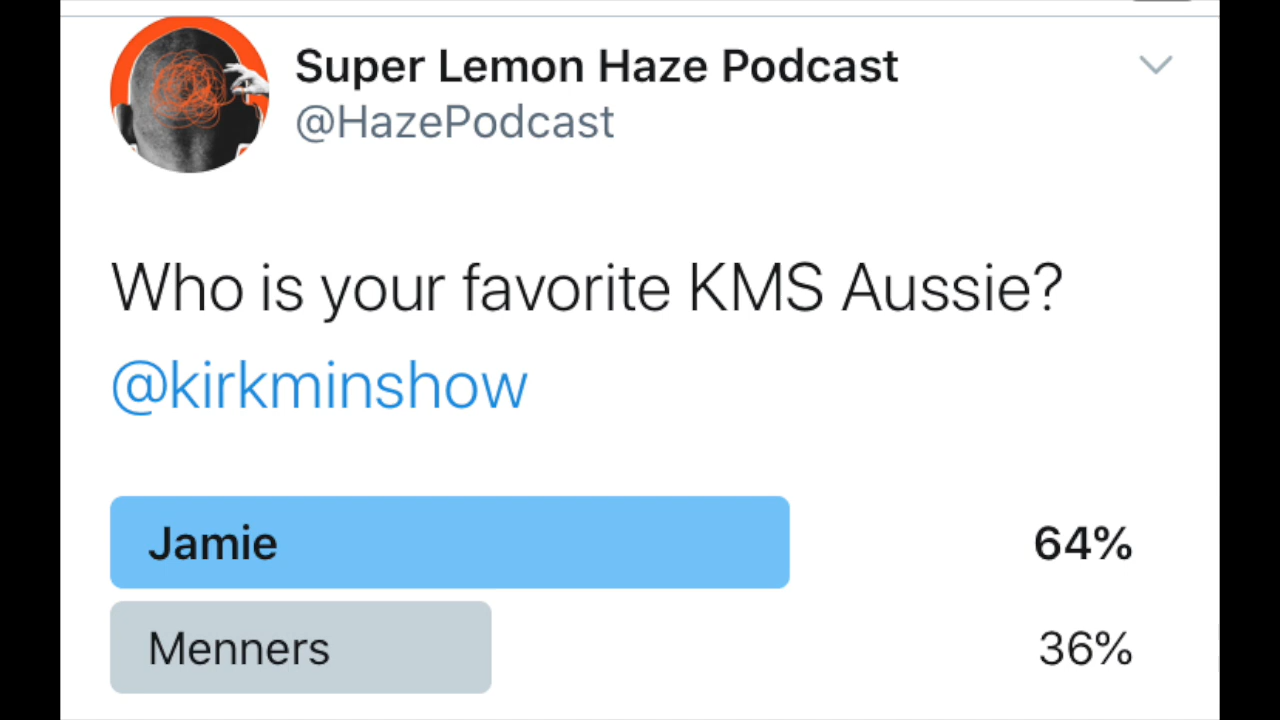 Super Lemon Haze Podcast
@HazePodcast
Who is your favorite KMS Aussie?
@kirkminshow
Jamie 64%
Menners 36%